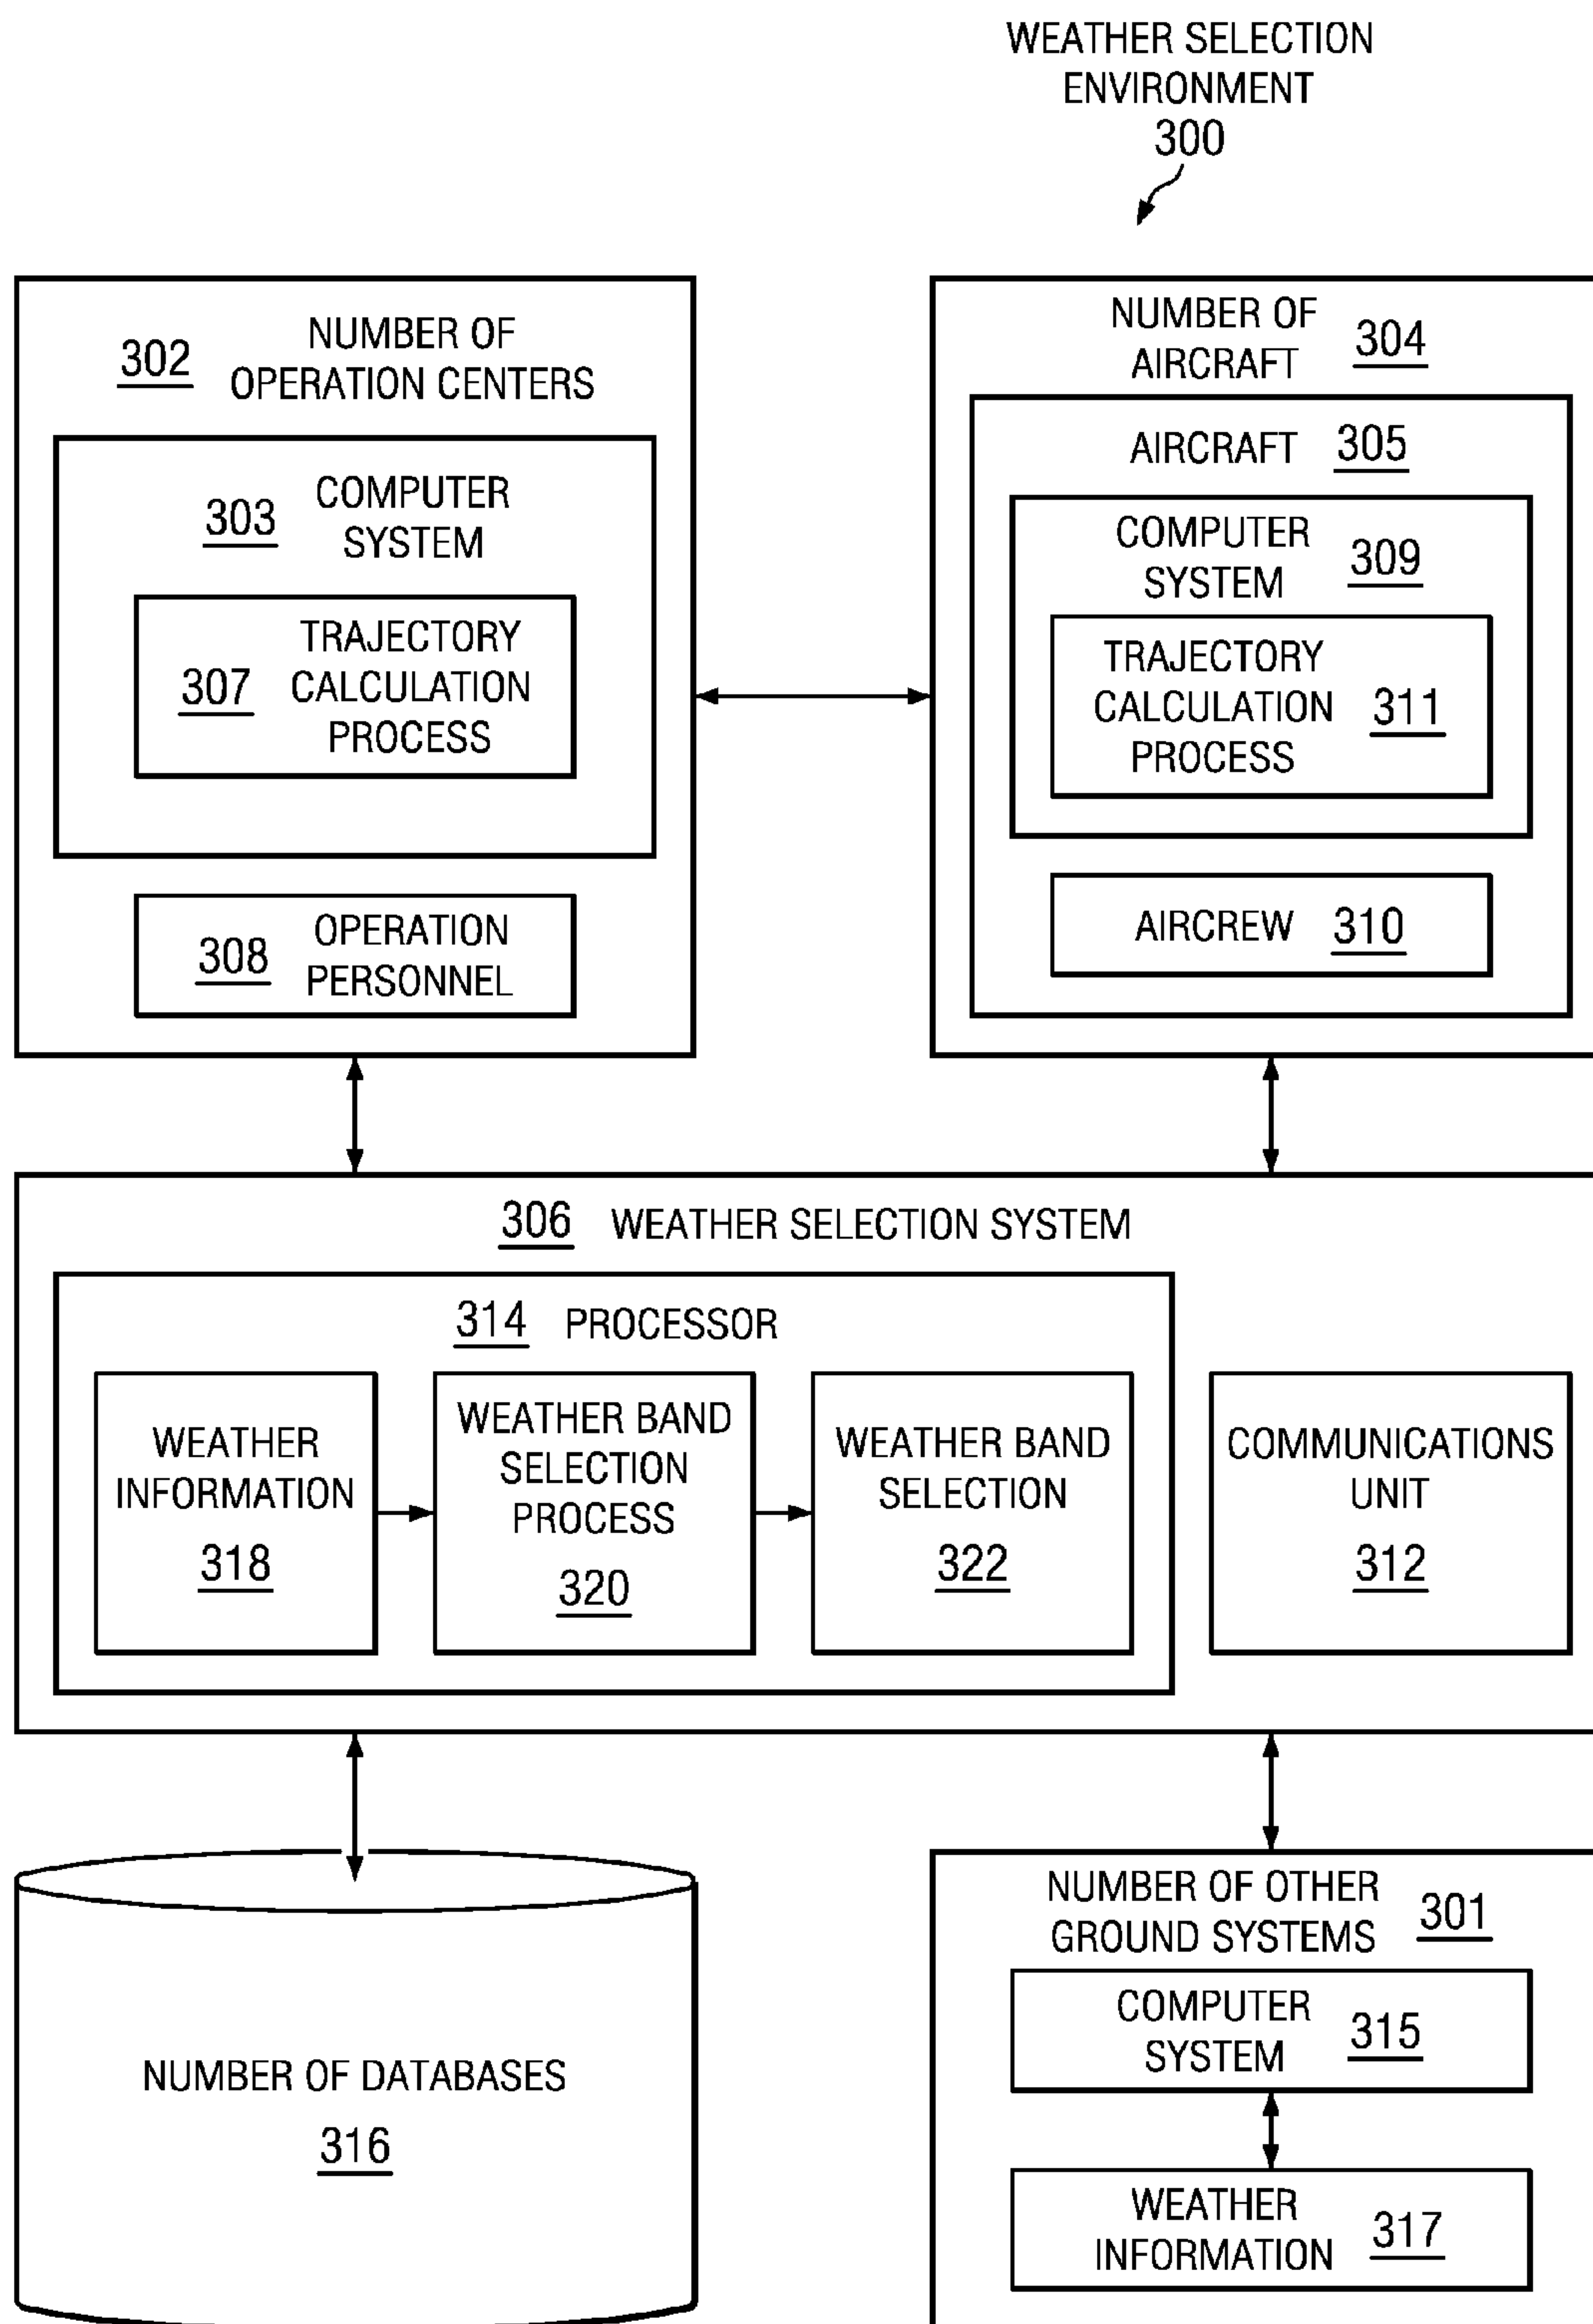 WEATHER SELECTION
ENVIRONMENT
300
302
NUMBER OF
OPERATION CENTERS
303
COMPUTER
SYSTEM
307
TRAJECTORY
CALCULATION
PROCESS
308
OPERATION
PERSONNEL
NUMBER OF
AIRCRAFT
304
AIRCRAFT 305
COMPUTER
SYSTEM
309
TRAJECTORY
CALCULATION
PROCESS
311
AIRCREW 310
306 WEATHER SELECTION SYSTEM
314 PROCESSOR
WEATHER
INFORMATION
318
WEATHER BAND
SELECTION
PROCESS
320
WEATHER BAND
SELECTION
322
COMMUNICATIONS
UNIT
312
NUMBER OF DATABASES
316
NUMBER OF OTHER
GROUND SYSTEMS
301
COMPUTER
SYSTEM
315
WEATHER
INFORMATION
317